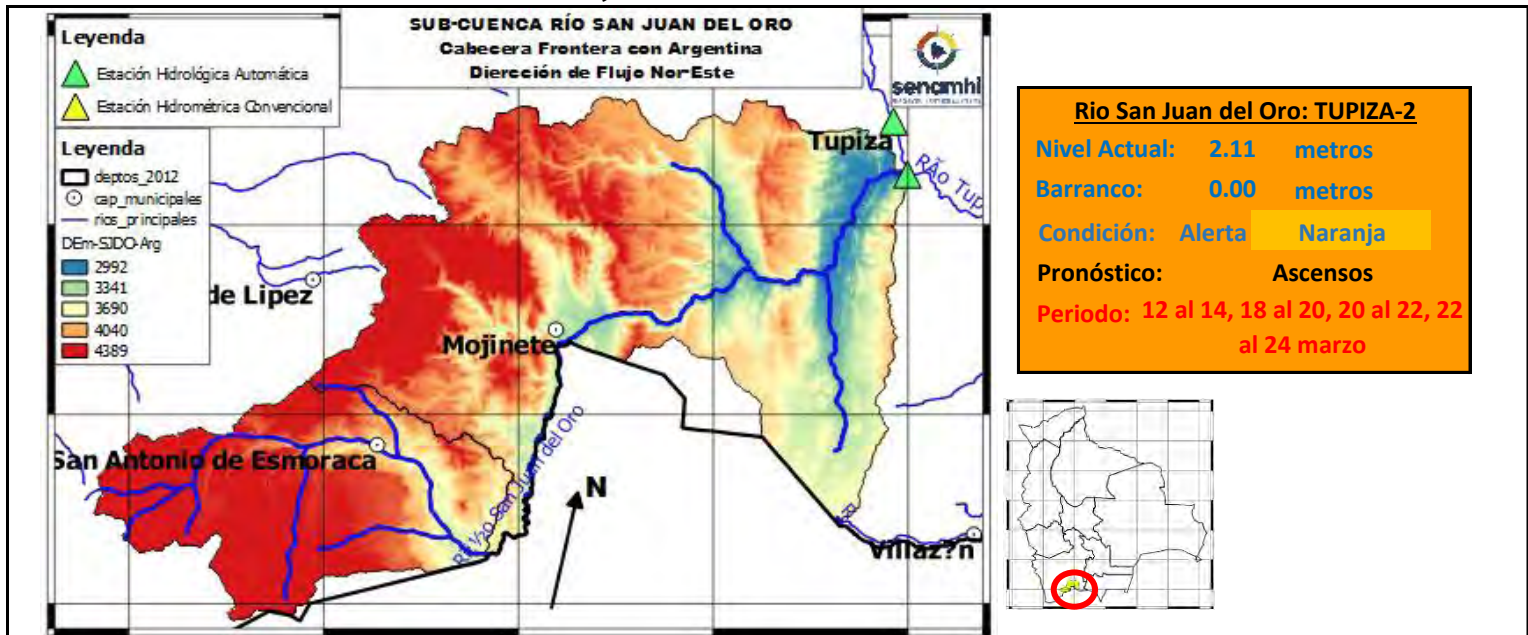 SUB-CUENCA RÍO SAN JUAN DEL ORO
Cabecera Frontera con Argentina
Diercción de Flujo Nor-Este
senamhi
Leyenda
Estación Hidrológica Automática
Estación Hidrométrica Convencional
Leyenda
deptos_2012
cap_municipales
rios_principales
DEm-SJDO-Arg
2992
3341
3690
4040
4389
Tupiza
RÃo Tup
de Lipez
Mojinete
San Antonio de Esmoraca
San Juan del Oro
N
Villaz?n
Rio San Juan del Oro: TUPIZA-2
Nivel Actual: 2.11 metros
Barranco: 0.00 metros
Condición: Alerta Naranja
Pronóstico: Ascensos
Periodo: 12 al 14, 18 al 20, 20 al 22, 22
al 24 marzo